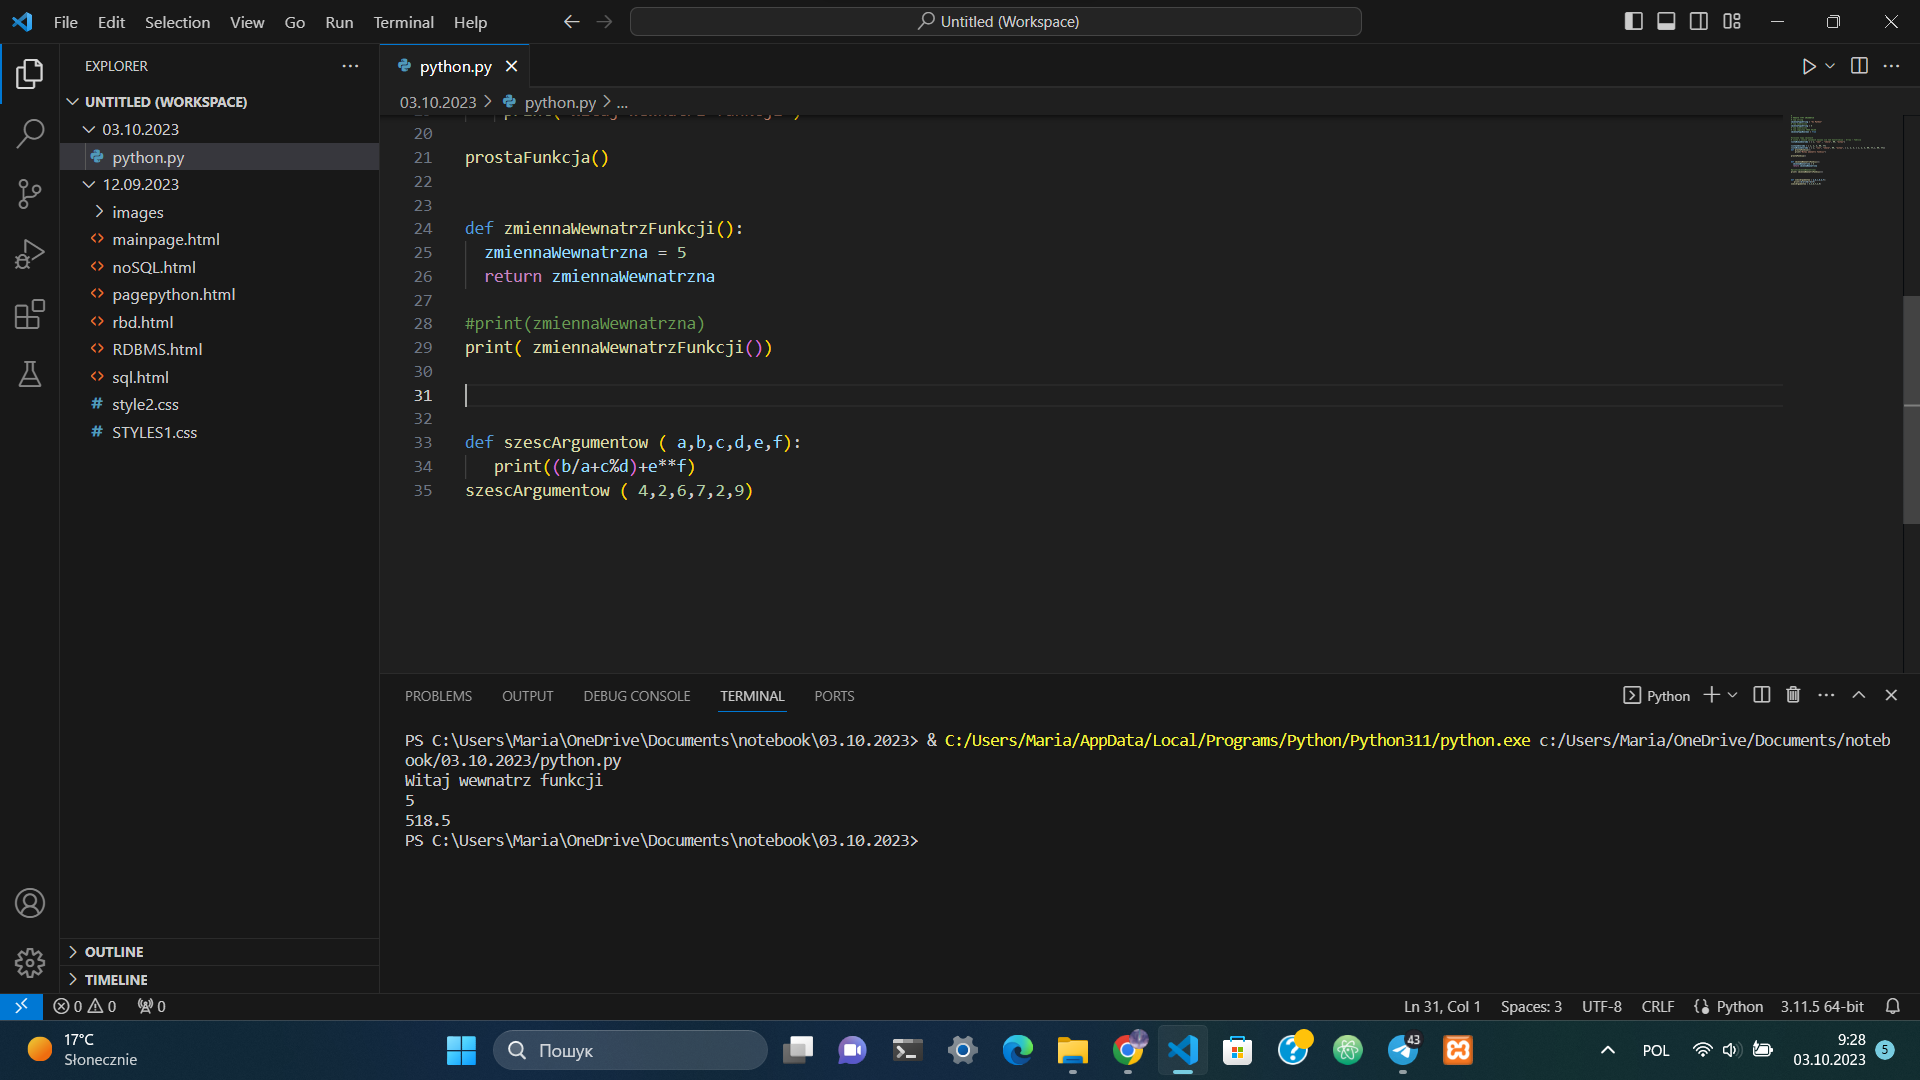 File Edit Selection View Go Run Terminal Help
Untitled (Workspace)
EXPLORER
UNTITLED (WORKSPACE)
03.10.2023
python.py
12.09.2023
images
mainpage.html
noSQL.html
pagepython.html
rbd.html
RDBMS.html
sql.html
style2.css
STYLES1.css
OUTLINE
TIMELINE
python.py
03.10.2023 > python.py > ...
20
21 prostaFunkcja()
22
23
24 def zmiennaWewnatrzFunkcji():
25 zmiennaWewnatrzna = 5
26 return zmiennaWewnatrzna
27
28 #print(zmiennaWewnatrzna)
29 print( zmiennaWewnatrzFunkcji())
30
31
32
33 def szescArgumentow ( a,b,c,d,e,f):
34 print((b/a+c%d)+e**f)
35 szescArgumentow ( 4,2,6,7,2,9)
PROBLEMS OUTPUT DEBUG CONSOLE TERMINAL PORTS
Python
PS C:\Users\Maria\OneDrive\Documents\notebook\03.10.2023> & C:/Users/Maria/AppData/Local/Programs/Python/Python311/python.exe c:/Users/Maria/OneDrive/Documents/noteb
ook/03.10.2023/python.py
Witaj wewnatrz funkcji
5
518.5
PS C:\Users\Maria\OneDrive\Documents\notebook\03.10.2023>
0 0 0
Ln 31, Col 1 Spaces: 3 UTF-8 CRLF Python 3.11.5 64-bit
17°C
Słonecznie
Пошук
43
POL
9:28
03.10.2023
5